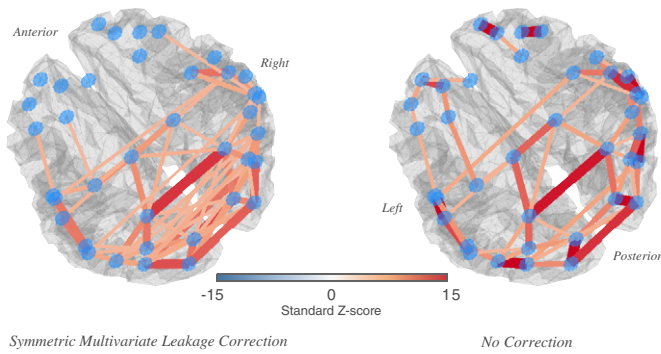 Anterior
Right
Left
Posterior
-15 0 15
Standard Z-score
Symmetric Multivariate Leakage Correction
No Correction